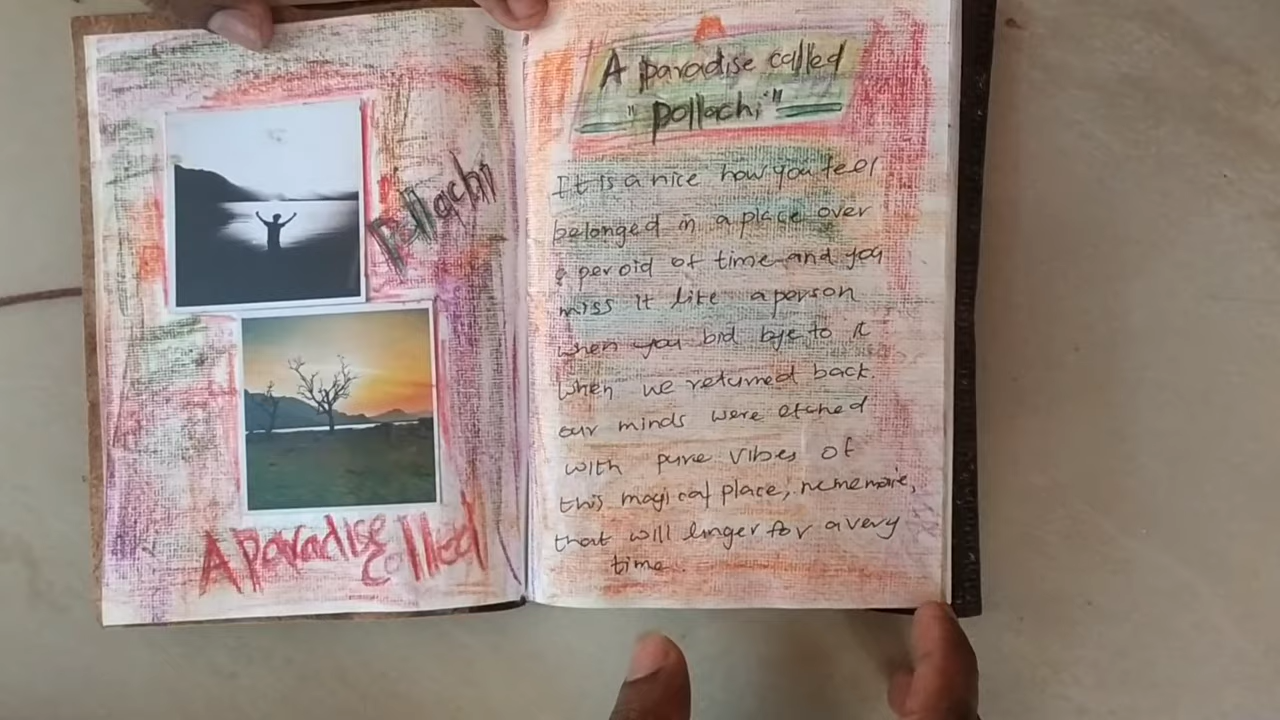 Pollachi
A paradise
called
A paradise called
"pollachi"
It is a nice how you feel
belonged in a place over
a peroid of time and you
miss it like a person
when you bid bye to it
when we returned back.
our minds were etched
with pure vibes of
this magical place,
that will linger for a very
time.